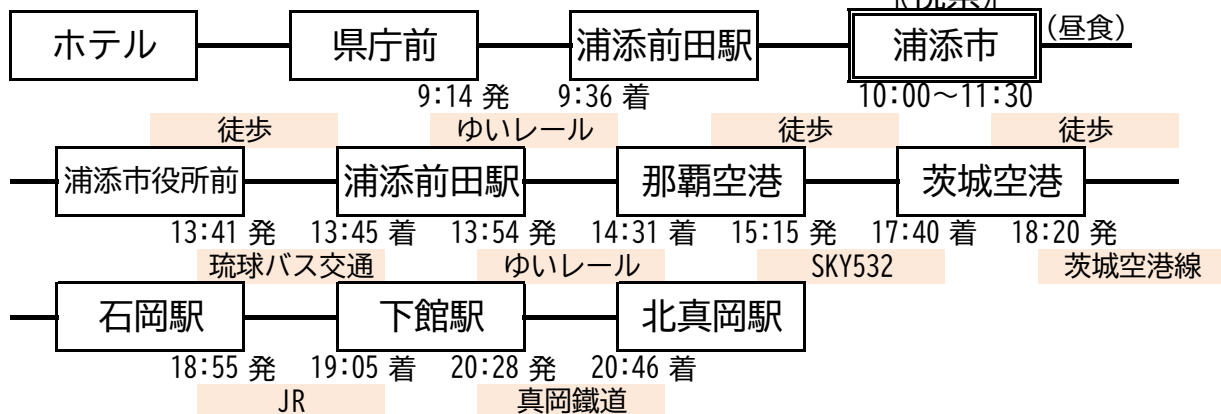 ホテル 県庁前 浦添前田駅 浦添市 (昼食)
9:14 発 9:36 着 10:00～11:30
徒歩 ゆいレール 徒歩 徒歩
浦添市役所前 浦添前田駅 那覇空港 茨城空港
13:41 発 13:45 着 13:54 発 14:31 着 15:15 発 17:40 着 18:20 発
琉球バス交通 ゆいレール SKY532 茨城空港線
石岡駅 下館駅 北真岡駅
18:55 発 19:05 着 20:28 発 20:46 着
JR 真岡鐵道